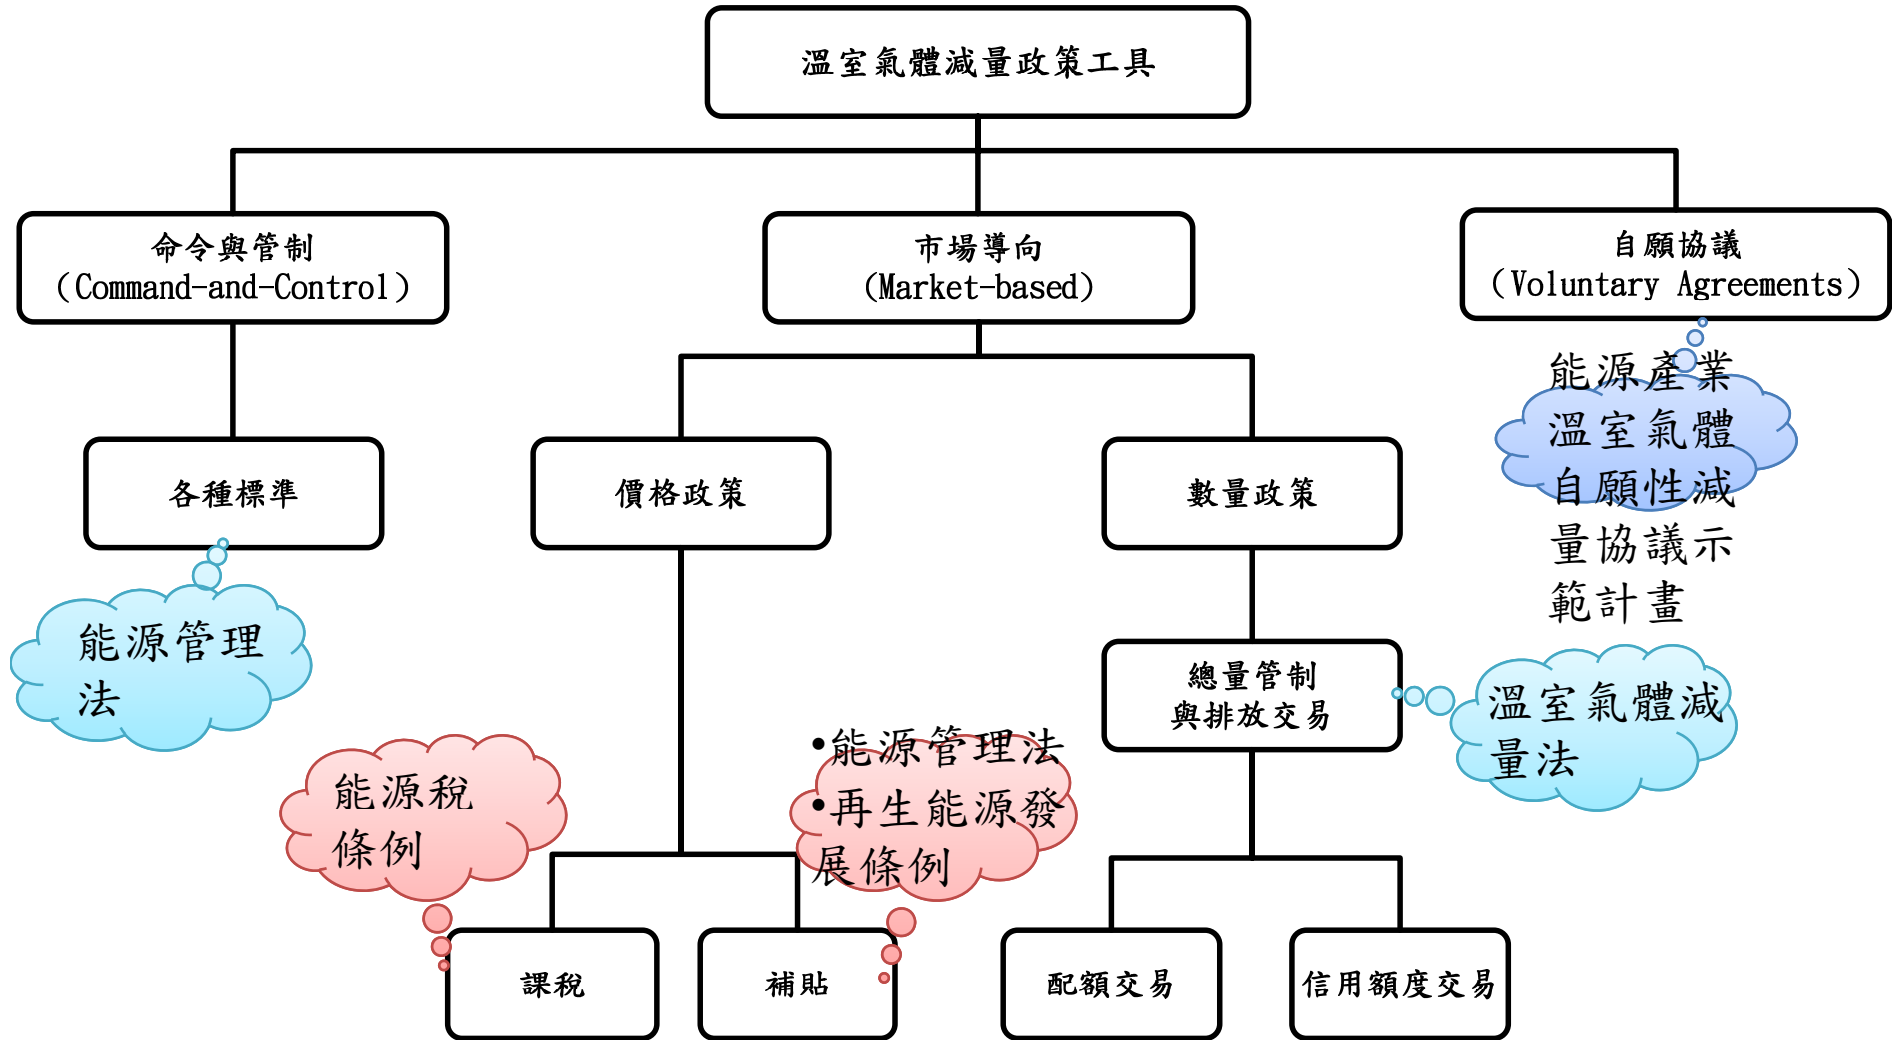 溫室氣體減量政策工具
命令與管制
（Command-and-Control）
市場導向
（Market-based）
自願協議
（Voluntary Agreements）
能源產業
溫室氣體
自願性減
量協議示
範計畫
各種標準
價格政策
數量政策
能源管理
法
總量管制
與排放交易
溫室氣體減
量法
能源稅
條例
•能源管理法
•再生能源發
展條例
課稅
補貼
配額交易
信用額度交易